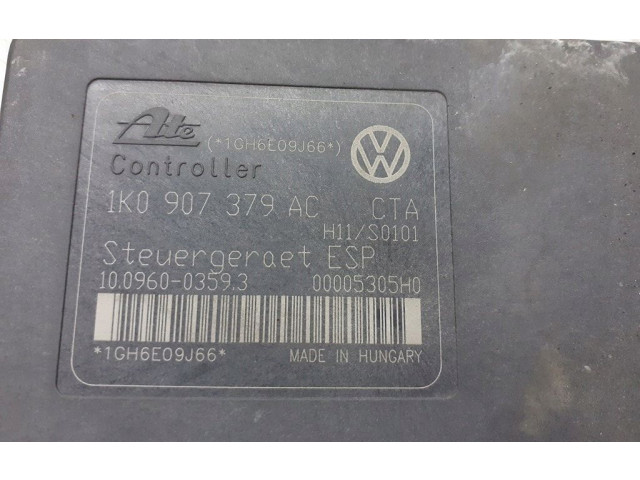 Ate (*1GH6E09J66*)
Controller
1K0 907 379 AC CTA
H11/S0101
Steuergeraet ESP
10.0960-0359.3 00005305H0
*1GH6E09J66* MADE IN HUNGARY